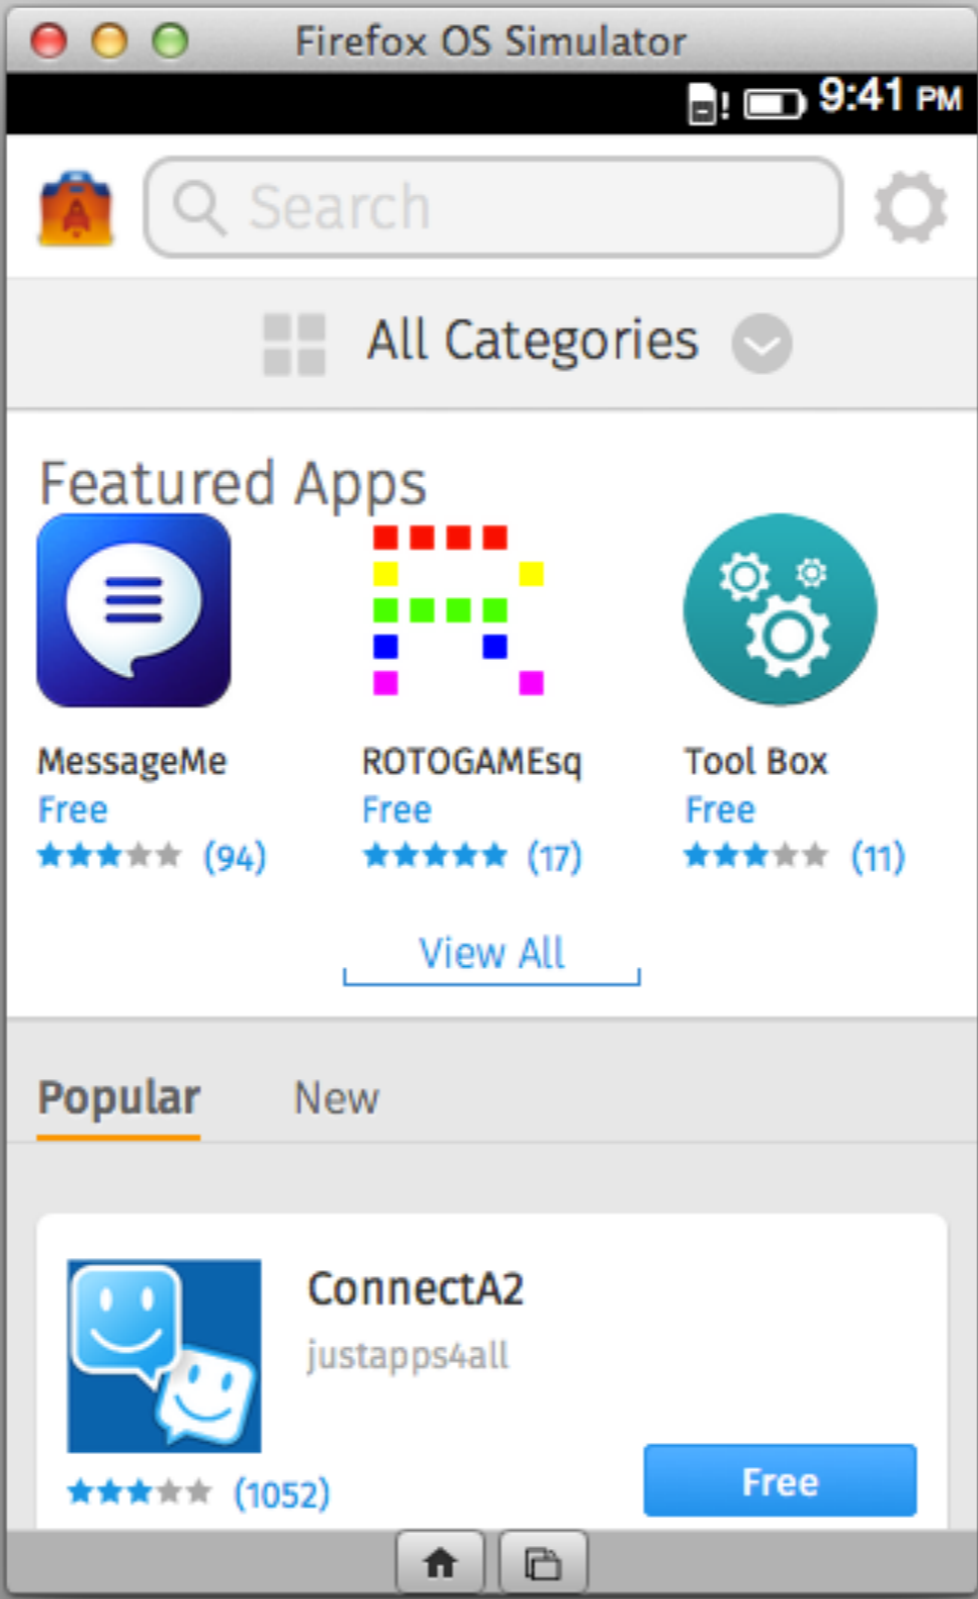 Firefox OS Simulator
9:41 PM
Search
All Categories
Featured Apps
MessageMe
Free
(94)
ROTOGAMEsq
Free
(17)
Tool Box
Free
(11)
View All
Popular New
ConnectA2
justapps4all
(1052)
Free